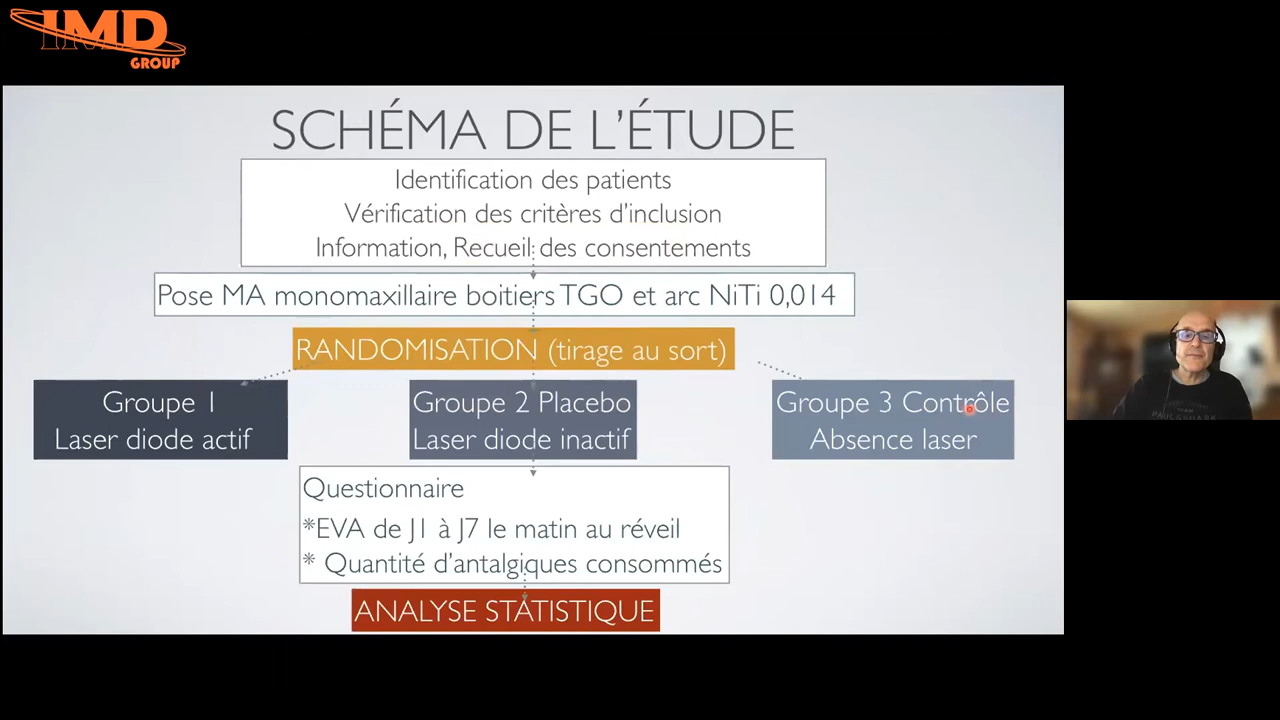 IMD
GROUP
SCHÉMA DE L'ÉTUDE
Identification des patients
Vérification des critères d'inclusion
Information, Recueil des consentements
Pose MA monomaxillaire boitiers TGO et arc NiTi 0,014
RANDOMISATION (tirage au sort)
Groupe 1
Laser diode actif
Groupe 2 Placebo
Laser diode inactif
Groupe 3 Contrôle
Absence laser
Questionnaire
*EVA de J1 à J7 le matin au réveil
* Quantité d'antalgiques consommés
ANALYSE STATISTIQUE